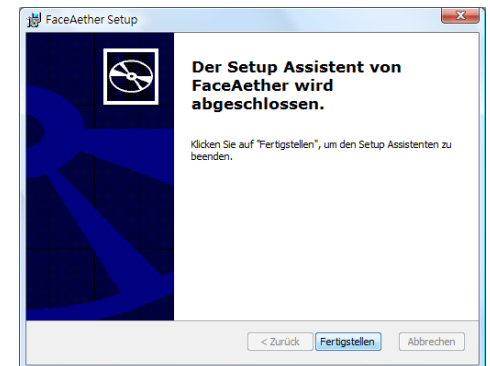 FaceAether Setup
Der Setup Assistent von
FaceAether wird
abgeschlossen.
Klicken Sie auf "Fertigstellen", um den Setup Assistenten zu
beenden.
< Zurück Fertigstellen Abbrechen